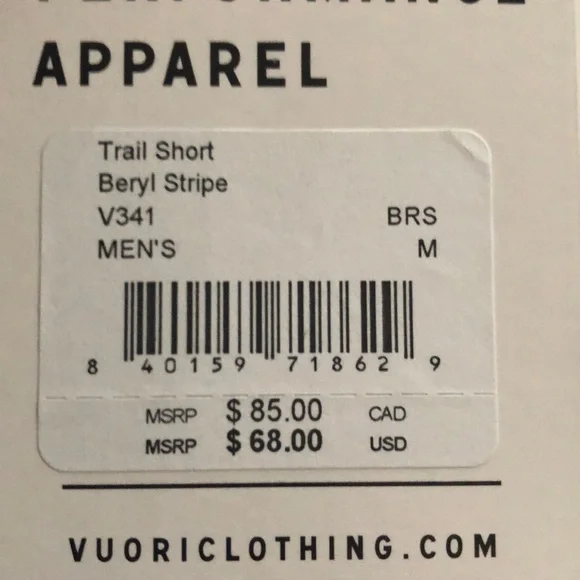 PERFORMANCE
APPAREL
Trail Short
Beryl Stripe
V341 BRS
MEN'S M
8 40159 71862 9
MSRP $ 85.00 CAD
MSRP $ 68.00 USD
VUORICLOTHING.COM